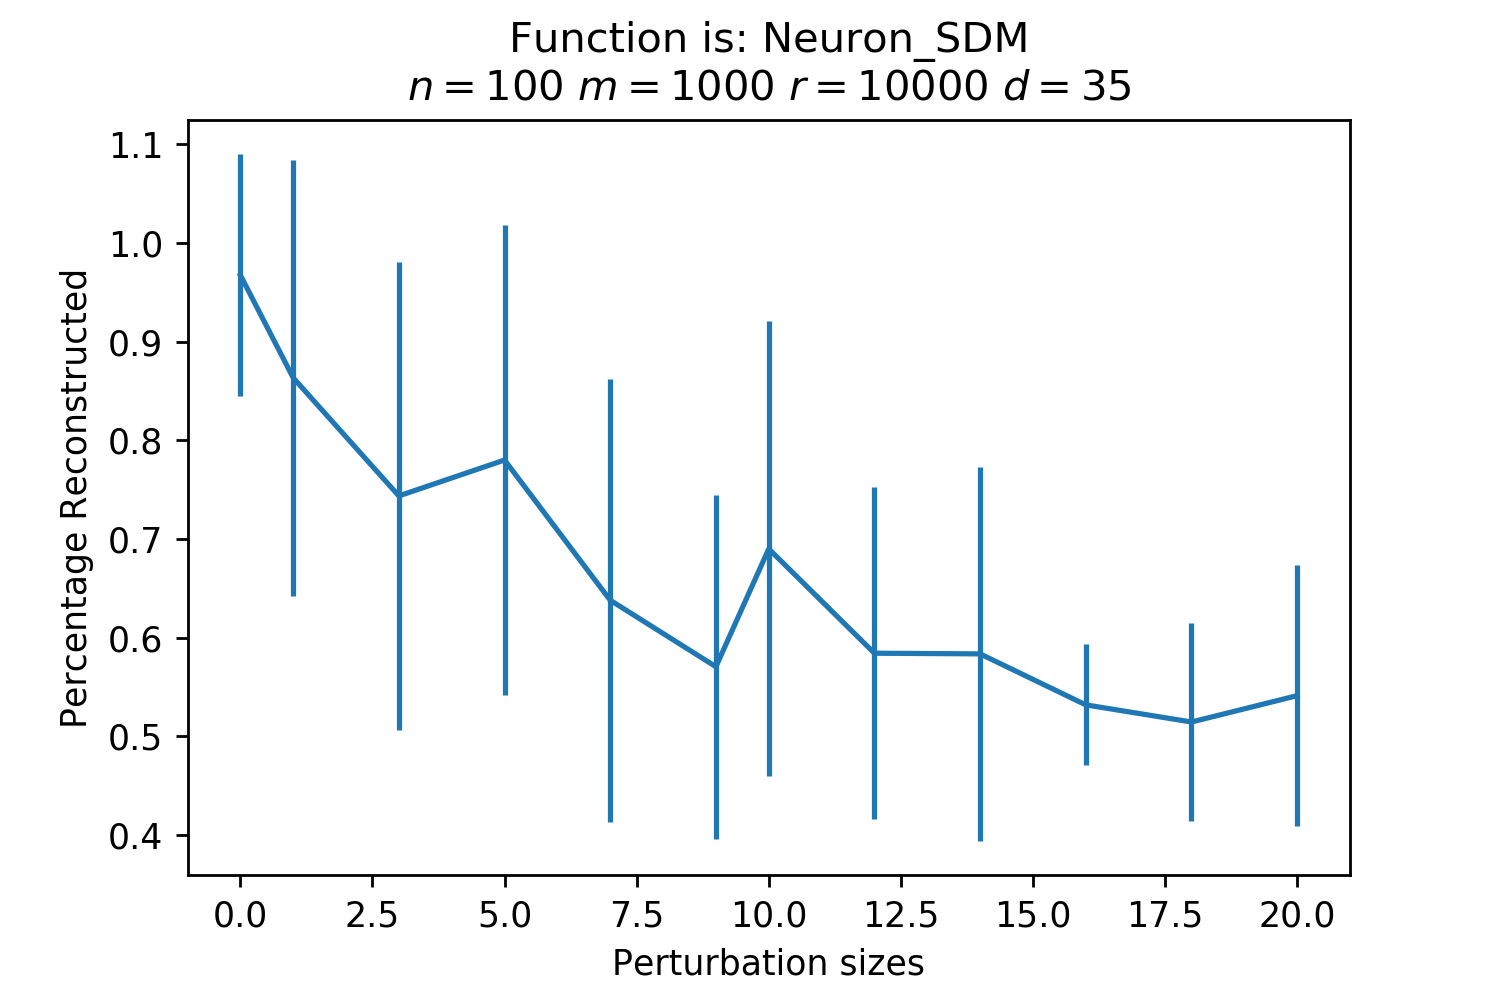 Function is: Neuron_SDM
n = 100 m = 1000 r = 10000 d = 35
1.1
1.0
0.9
0.8
0.7
0.6
0.5
0.4
Percentage Reconstructed
0.0 2.5 5.0 7.5 10.0 12.5 15.0 17.5 20.0
Perturbation sizes